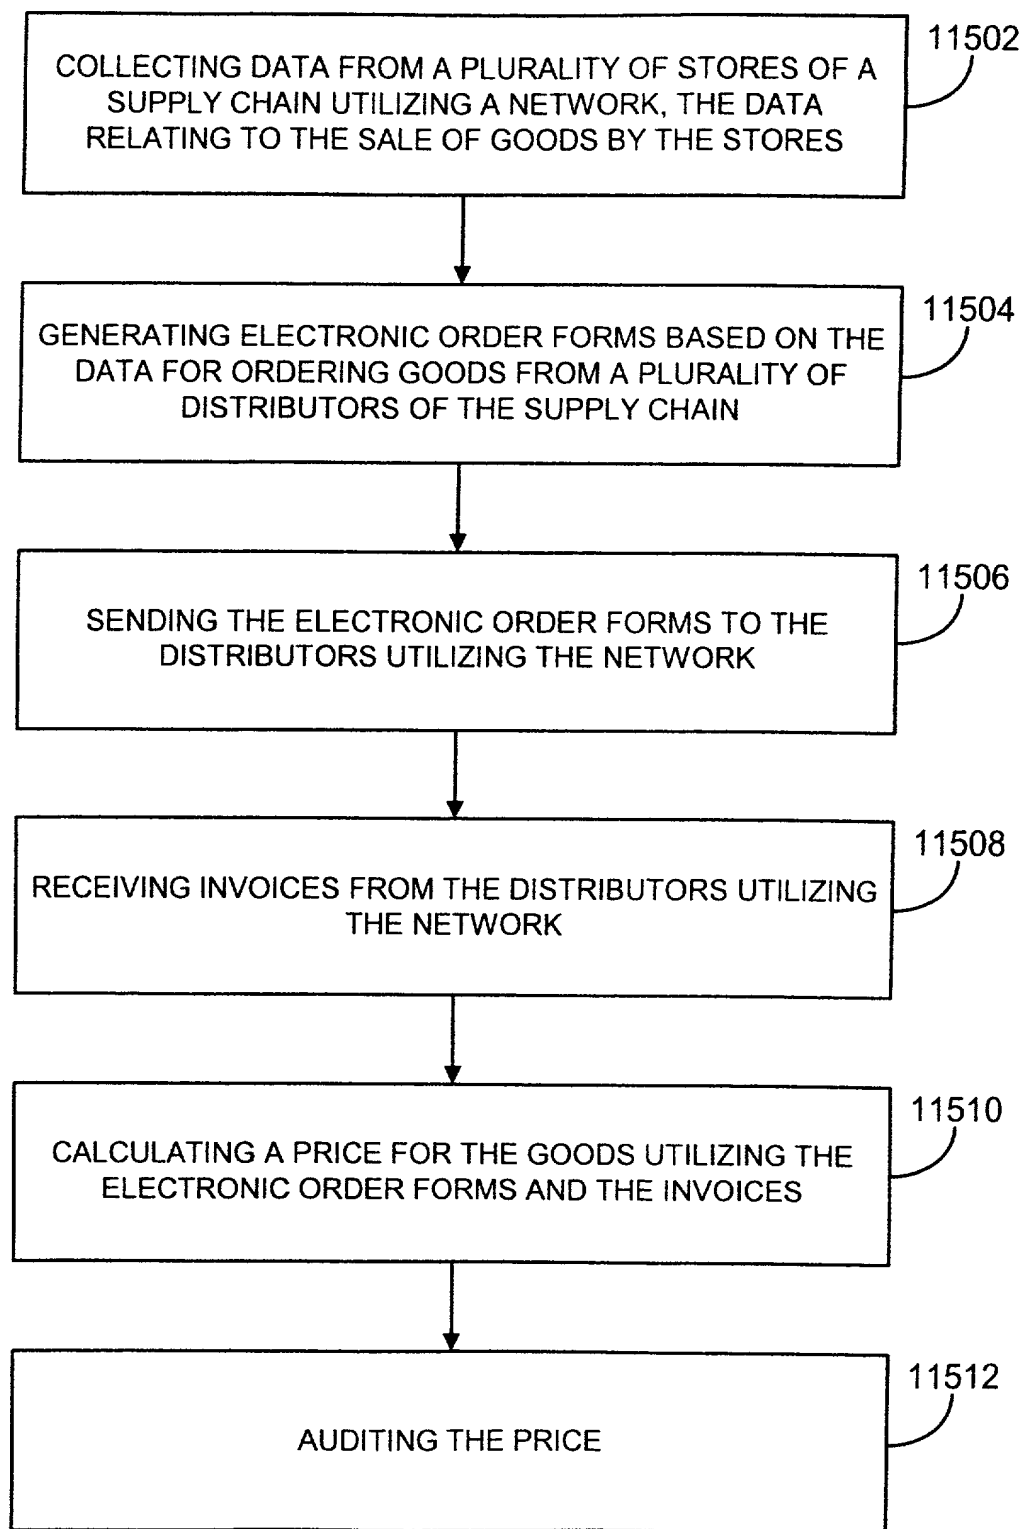 11502
COLLECTING DATA FROM A PLURALITY OF STORES OF A
SUPPLY CHAIN UTILIZING A NETWORK, THE DATA
RELATING TO THE SALE OF GOODS BY THE STORES
11504
GENERATING ELECTRONIC ORDER FORMS BASED ON THE
DATA FOR ORDERING GOODS FROM A PLURALITY OF
DISTRIBUTORS OF THE SUPPLY CHAIN
11506
SENDING THE ELECTRONIC ORDER FORMS TO THE
DISTRIBUTORS UTILIZING THE NETWORK
11508
RECEIVING INVOICES FROM THE DISTRIBUTORS UTILIZING
THE NETWORK
11510
CALCULATING A PRICE FOR THE GOODS UTILIZING THE
ELECTRONIC ORDER FORMS AND THE INVOICES
11512
AUDITING THE PRICE